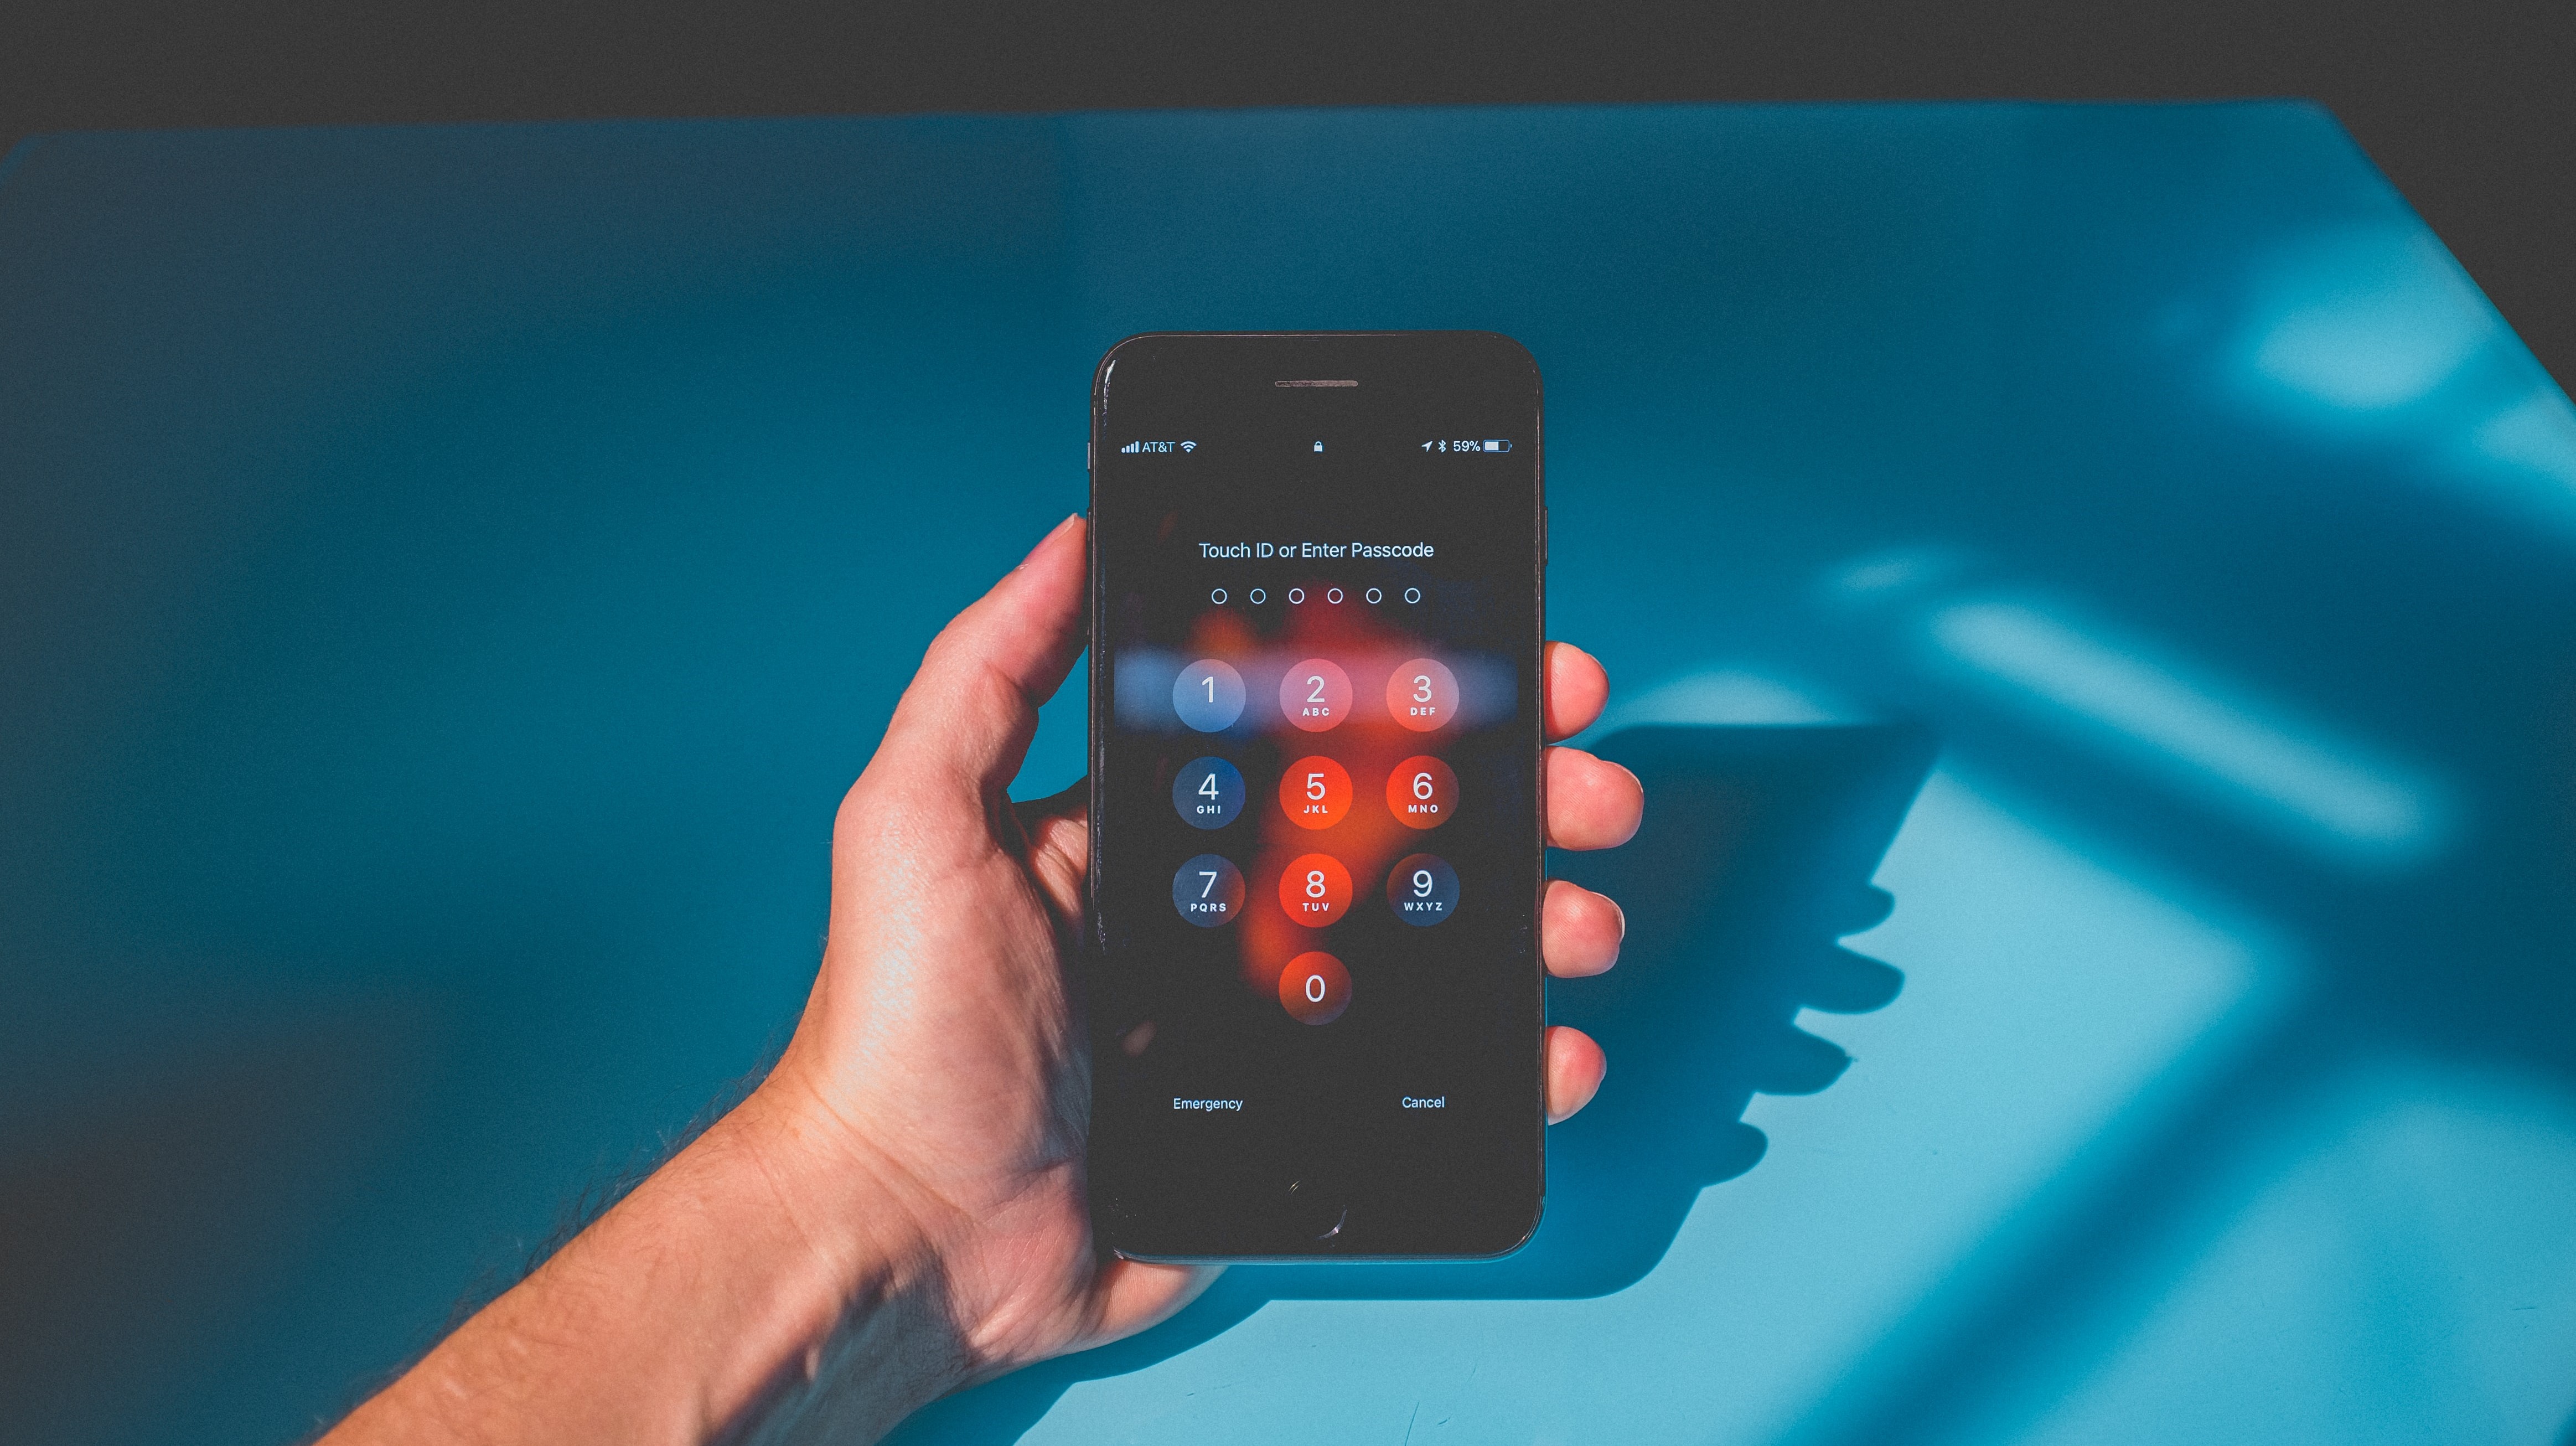 AT&T 59%
Touch ID or Enter Passcode
1 2 3
ABC DEF
4 5 6
GHI JKL MNO
7 8 9
PQRS TUV WXYZ
0
Emergency Cancel